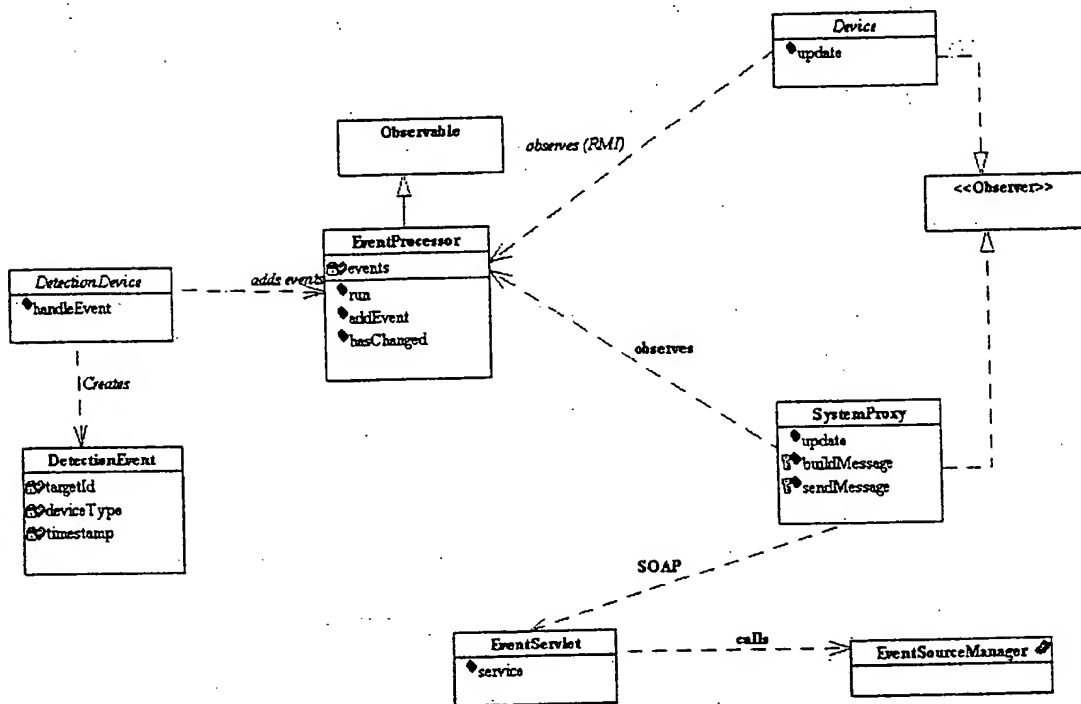 Device
update
Observable
observes (RMI)
<<Observer>>
EventProcessor
events
run
addEvent
hasChanged
DetectionDevice
handleEvent
adds events
observes
Creates
SystemProxy
update
buildMessage
sendMessage
DetectionEvent
targetId
deviceType
timestamp
SOAP
EventServlet
service
calls
EventSourceManager